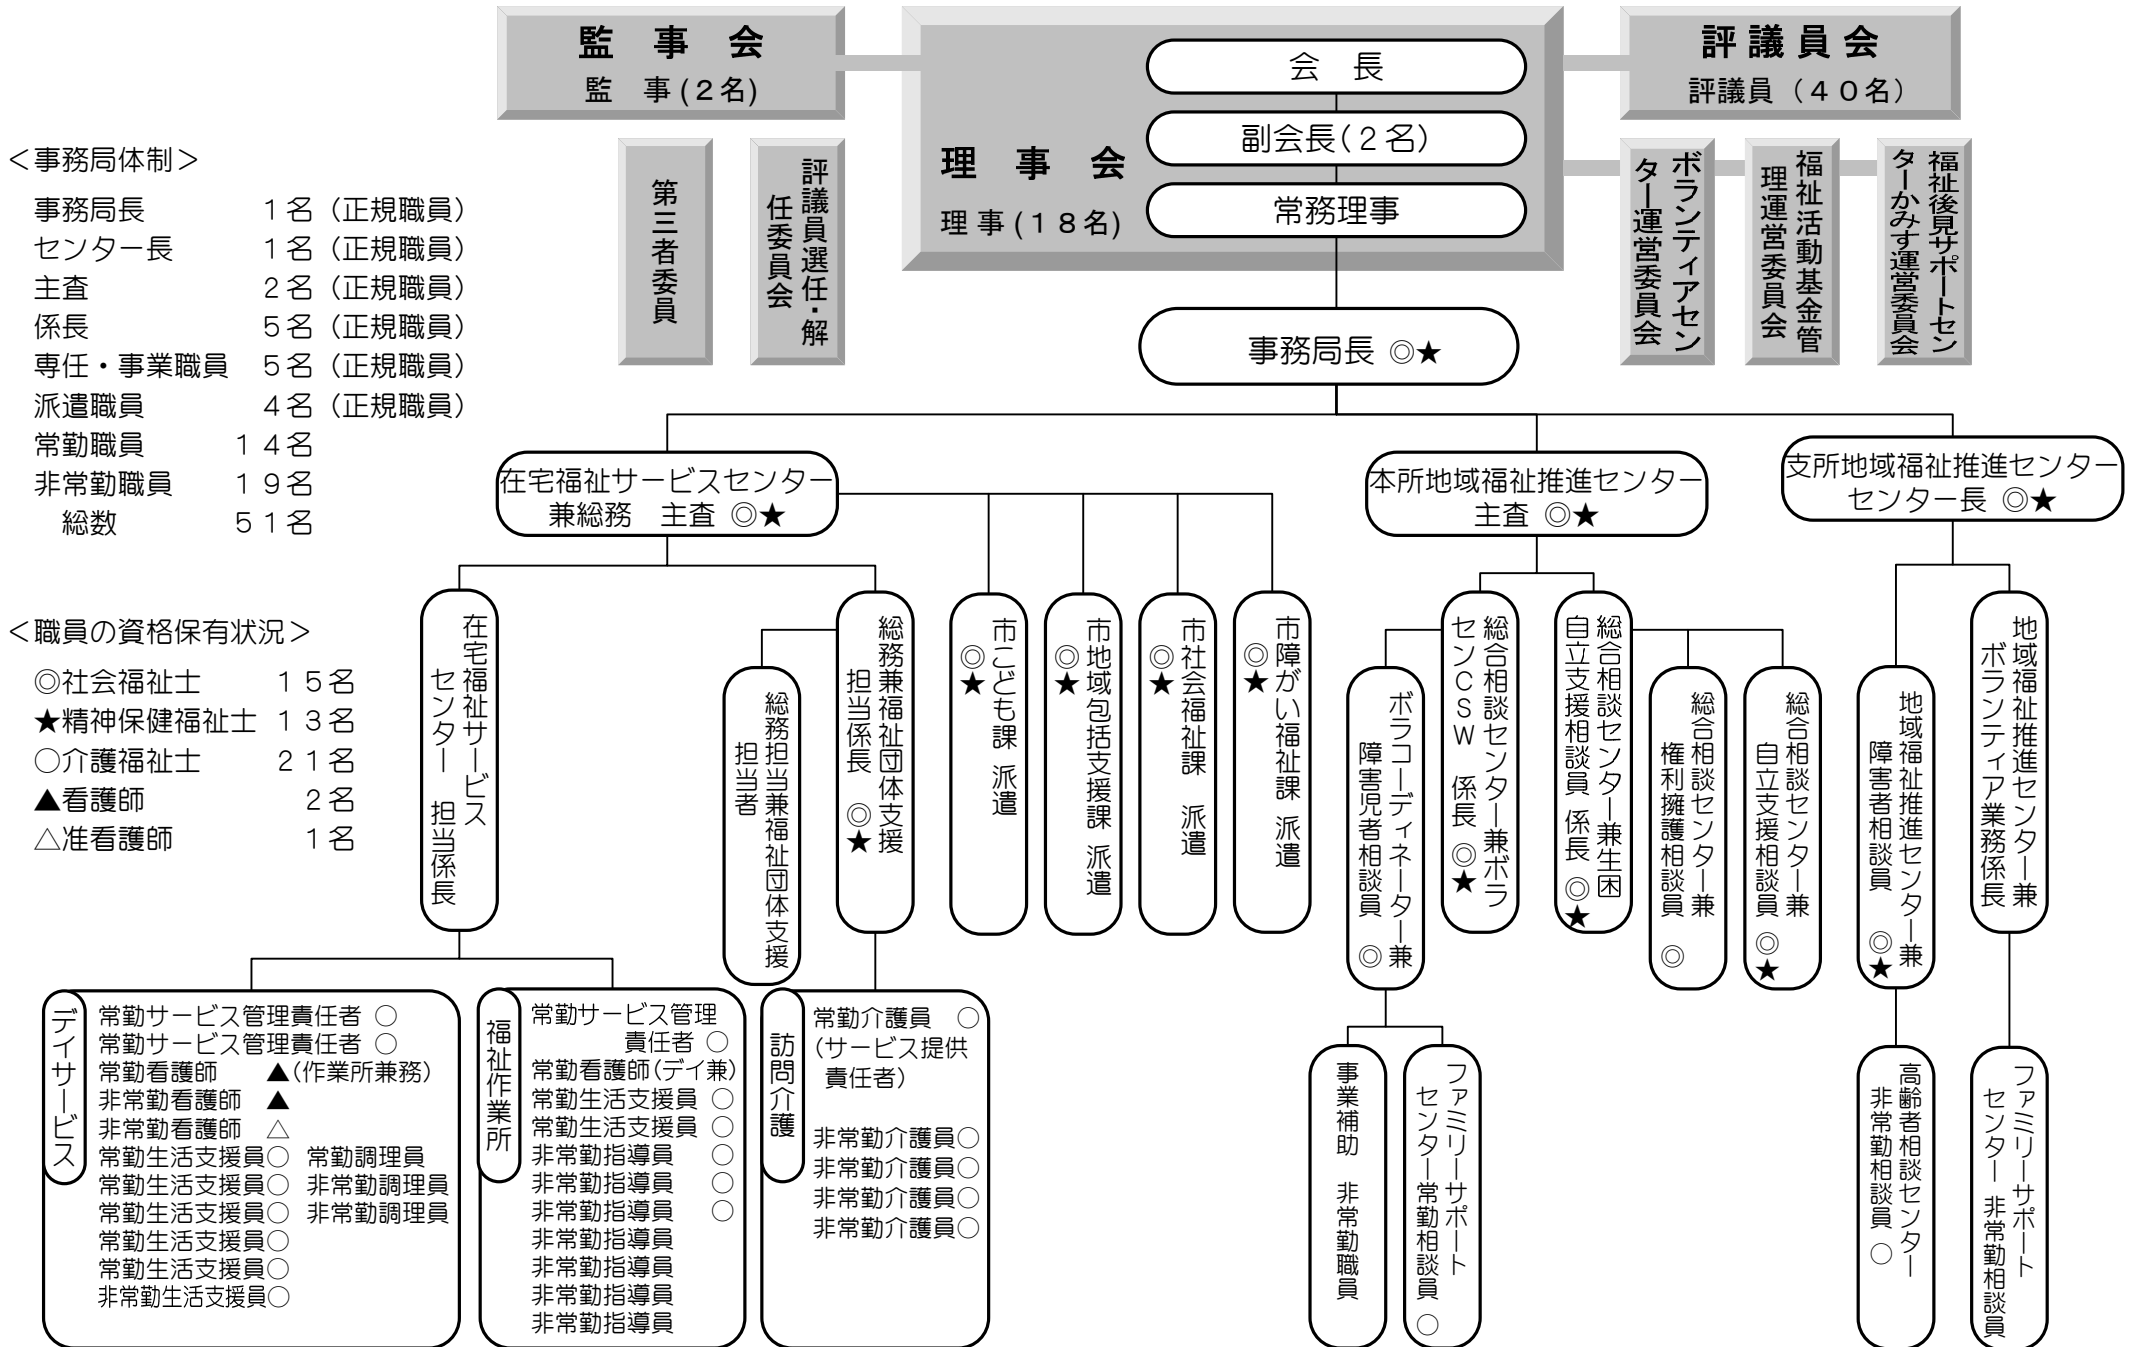 監　事　会
監　事(２名)
理　事　会
理 事(１８名)
会　長
副会長(２名)
常務理事
評議員会
評議員（４０名）
第三者委員
評議員選任・解
任委員会
ボランティアセン
ター運営委員会
福祉活動基金管
理運営委員会
福祉後見サポートセン
ターかみす運営委員会
＜事務局体制＞
事務局長　１名（正規職員）
センター長　１名（正規職員）
主査　２名（正規職員）
係長　５名（正規職員）
専任・事業職員　５名（正規職員）
派遣職員　４名（正規職員）
常勤職員　１４名
非常勤職員　１９名
総数　５１名
＜職員の資格保有状況＞
◎社会福祉士　１５名
★精神保健福祉士　１３名
○介護福祉士　２１名
▲看護師　２名
△准看護師　１名
事務局長 ◎★
在宅福祉サービスセンター
兼総務　主査 ◎★
本所地域福祉推進センター
主査 ◎★
支所地域福祉推進センター
センター長 ◎★
在宅福祉サービス
センター　担当係長
総務担当兼福祉団体支援
担当者
総務兼福祉団体支援
担当係長 ◎★
市こども課 派遣
◎★
市地域包括支援課 派遣
◎★
市社会福祉課　派遣
◎★
市障がい福祉課 派遣
◎★
ボラコーディネーター兼
障害児者相談員 ◎
総合相談センター兼ボラ
センＣＳＷ　係長 ◎★
総合相談センター兼生困
自立支援相談員 係長 ◎★
総合相談センター兼
権利擁護相談員 ◎
総合相談センター兼
自立支援相談員 ◎★
地域福祉推進センター兼
障害者相談員 ◎★
地域福祉推進センター兼
ボランティア業務係長
デイサービス
常勤サービス管理責任者 ○
常勤サービス管理責任者 ○
常勤看護師　▲(作業所兼務)
非常勤看護師　▲
非常勤看護師　△
常勤生活支援員○　常勤調理員
常勤生活支援員○　非常勤調理員
常勤生活支援員○　非常勤調理員
常勤生活支援員○
常勤生活支援員○
非常勤生活支援員○
福祉作業所
常勤サービス管理
責任者 ○
常勤看護師(デイ兼)
常勤生活支援員 ○
常勤生活支援員 ○
非常勤指導員　○
非常勤指導員　○
非常勤指導員　○
非常勤指導員
非常勤指導員
非常勤指導員
非常勤指導員
訪問介護
常勤介護員　○
(サービス提供
責任者)
非常勤介護員○
非常勤介護員○
非常勤介護員○
非常勤介護員○
事業補助　非常勤職員
ファミリーサポート
センター常勤相談員 ○
高齢者相談センター
非常勤相談員 ○
ファミリーサポート
センター 非常勤相談員